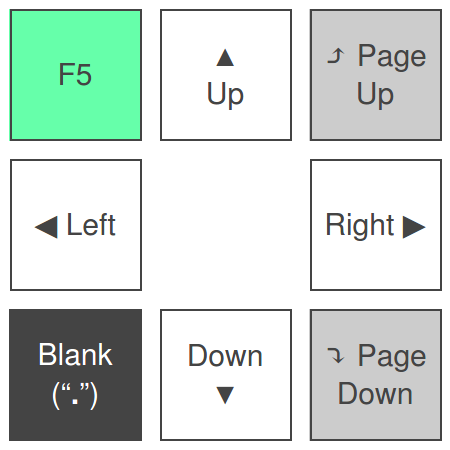 F5
▲
Up
⤴ Page
Up
◀ Left
Right ▶
Blank
(“.”)
Down
▼
⤵ Page
Down